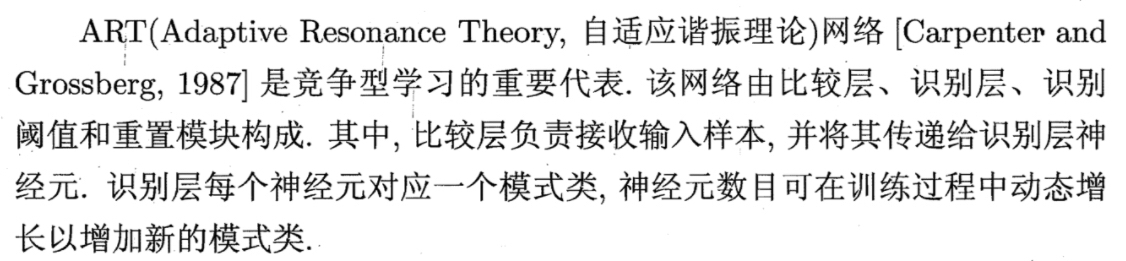 ART(Adaptive Resonance Theory, 自适应谐振理论)网络 [Carpenter and
Grossberg, 1987] 是竞争型学习的重要代表. 该网络由比较层、识别层、识别
阈值和重置模块构成. 其中, 比较层负责接收输入样本, 并将其传递给识别层神
经元. 识别层每个神经元对应一个模式类, 神经元数目可在训练过程中动态增
长以增加新的模式类.